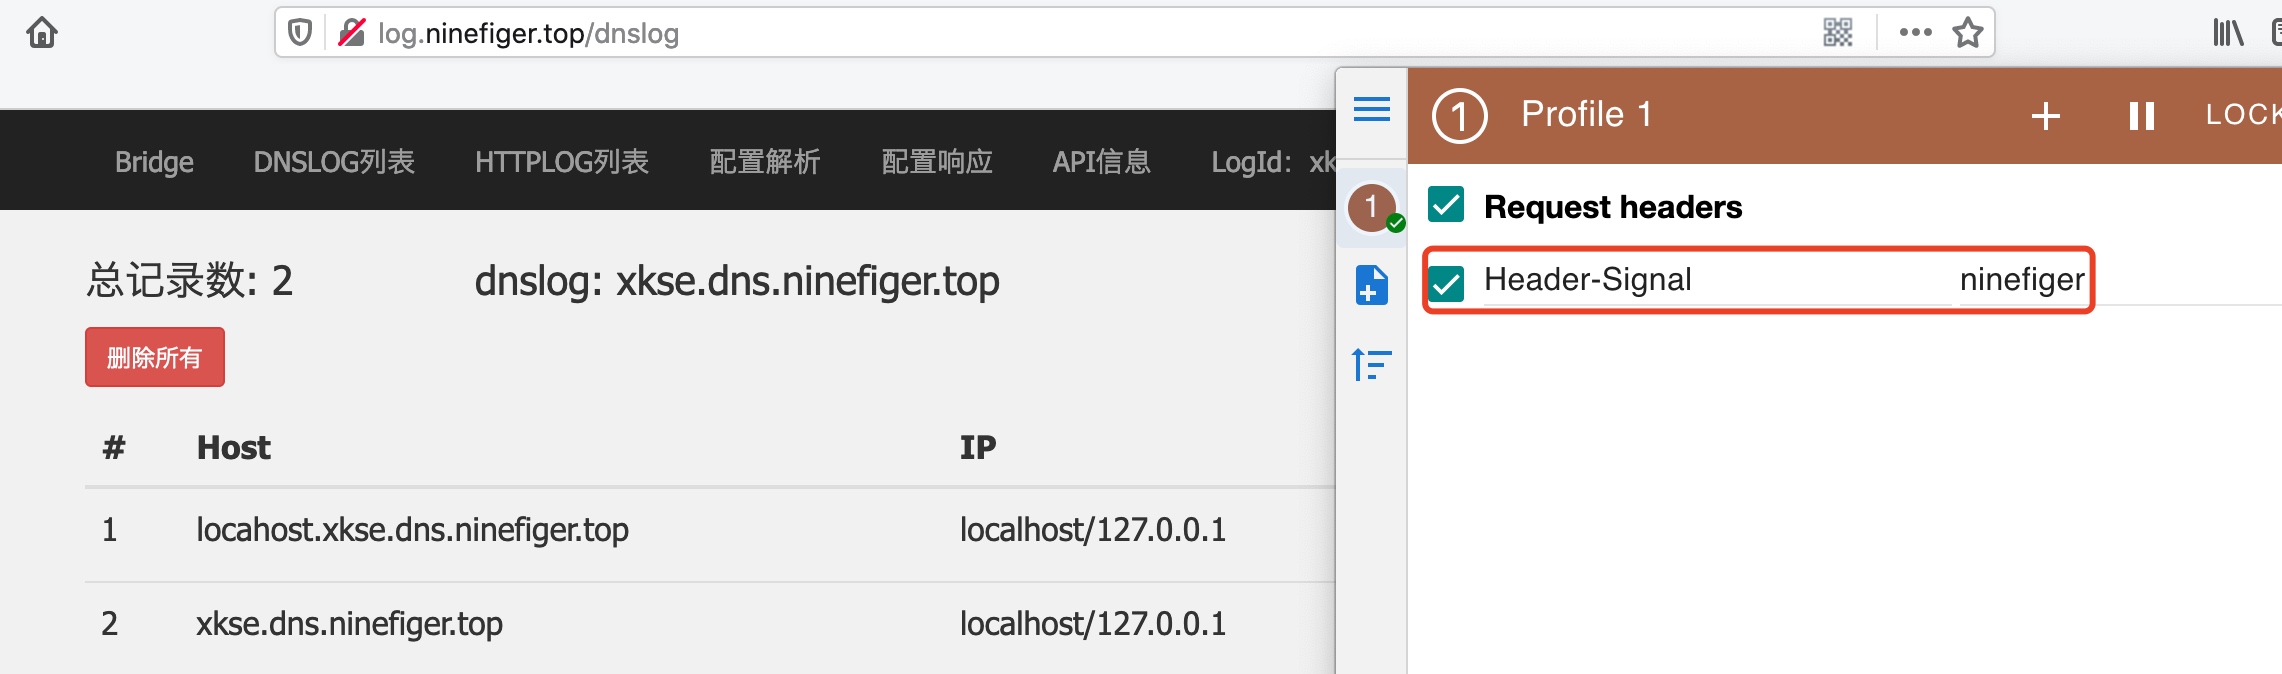 log.ninefiger.top/dnslog
Bridge DNSLOG列表 HTTPLOG列表 配置解析 配置响应 API信息 LogId: xk
总记录数: 2 dnslog: xkse.dns.ninefiger.top
删除所有
# Host IP
1 locahost.xkse.dns.ninefiger.top localhost/127.0.0.1
2 xkse.dns.ninefiger.top localhost/127.0.0.1
1 Profile 1 LOCK
1
Request headers
Header-Signal ninefiger